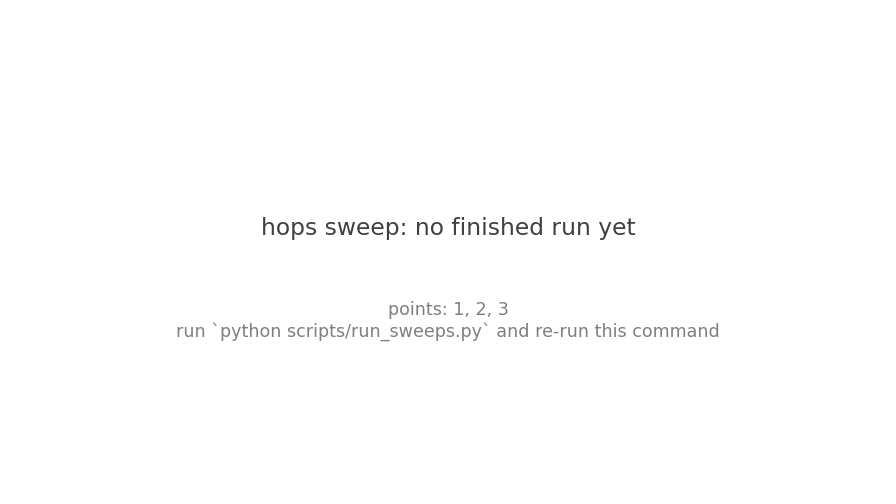 hops sweep: no finished run yet
points: 1, 2, 3
run `python scripts/run_sweeps.py` and re-run this command